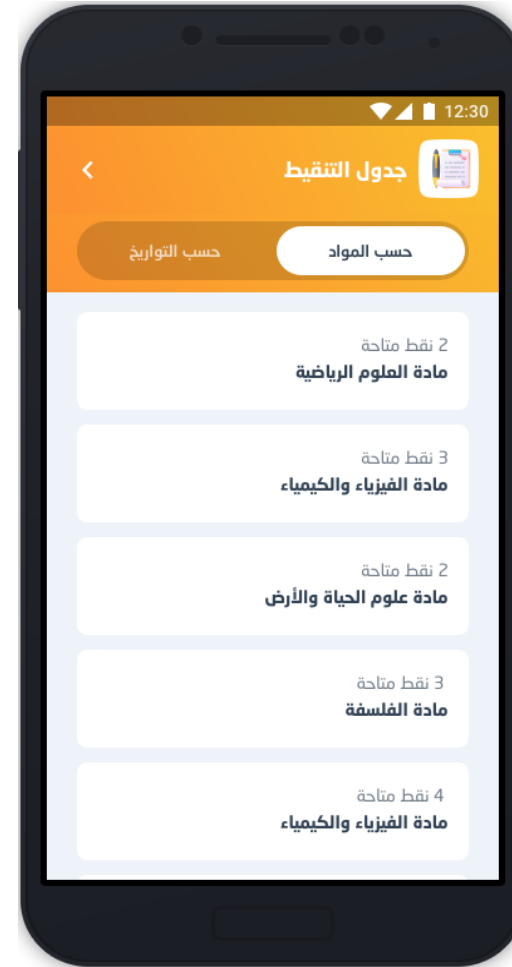 12:30
جدول التنقيط
حسب المواد
حسب التواريخ
2 نقط متاحة
مادة العلوم الرياضية
3 نقط متاحة
مادة الفيزياء والكيمياء
2 نقط متاحة
مادة علوم الحياة والأرض
3 نقط متاحة
مادة الفلسفة
4 نقط متاحة
مادة الفيزياء والكيمياء